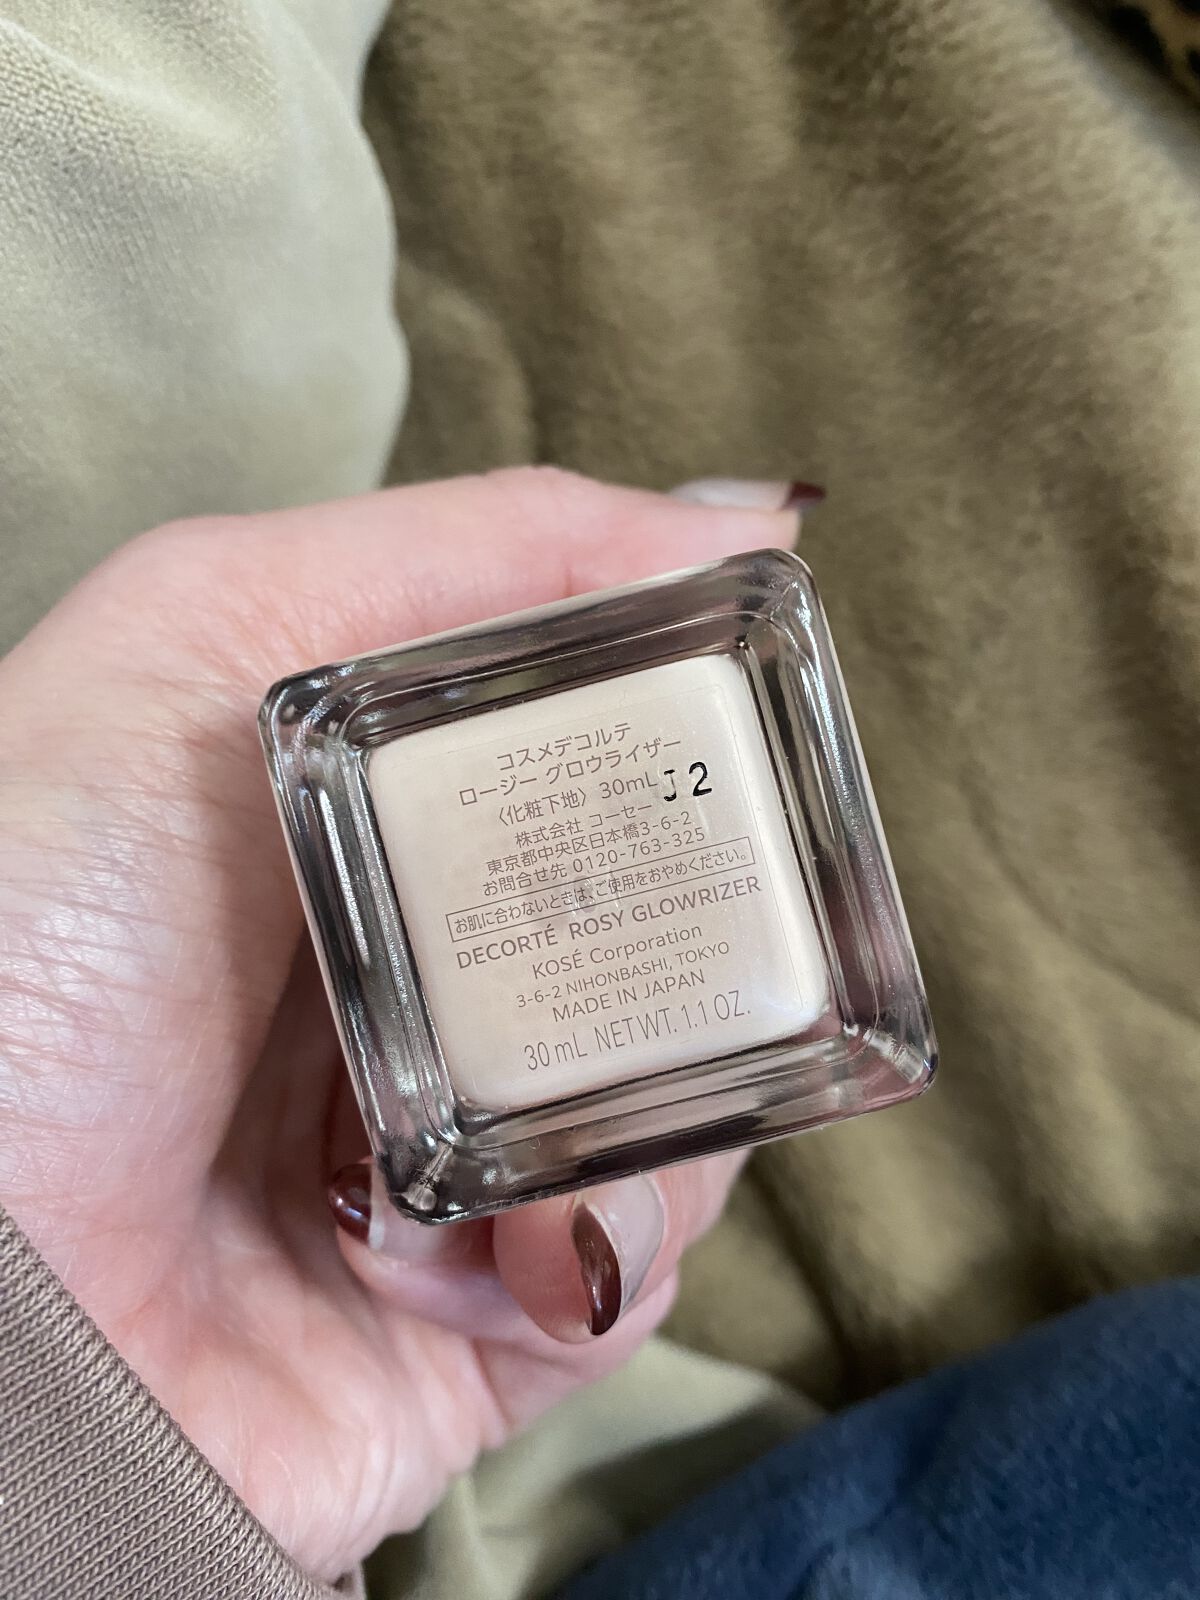 コスメデコルテ
ロージー グロウライザー
〈化粧下地〉 30mL J2
株式会社 コーセー
東京都中央区日本橋3-6-2
お問合せ先 0120-763-325
お肌に合わないときは、ご使用をおやめください。
DECORTÉ ROSY GLOWRIZER
KOSÉ Corporation
3-6-2 NIHONBASHI, TOKYO
MADE IN JAPAN
30 mL NET WT. 1.1 OZ.